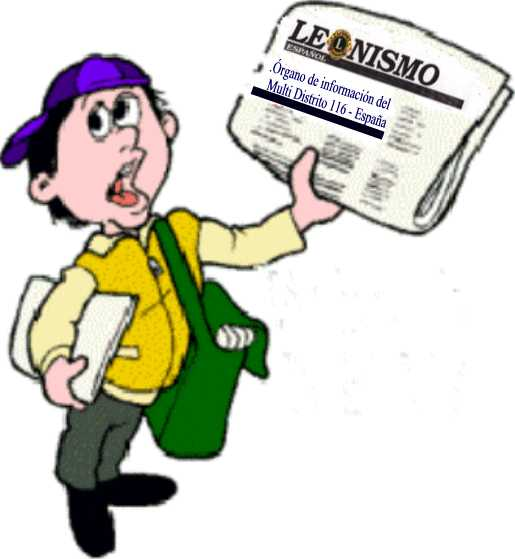 LEONISMO
ESPAÑOL
.Órgano de información del
Multi Distrito 116 - España